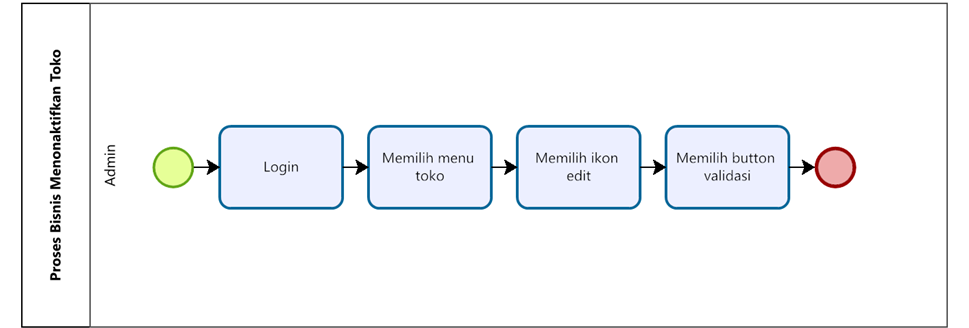 Proses Bisnis Menonaktifkan Toko
Admin
Login
Memilih menu
toko
Memilih ikon
edit
Memilih button
validasi